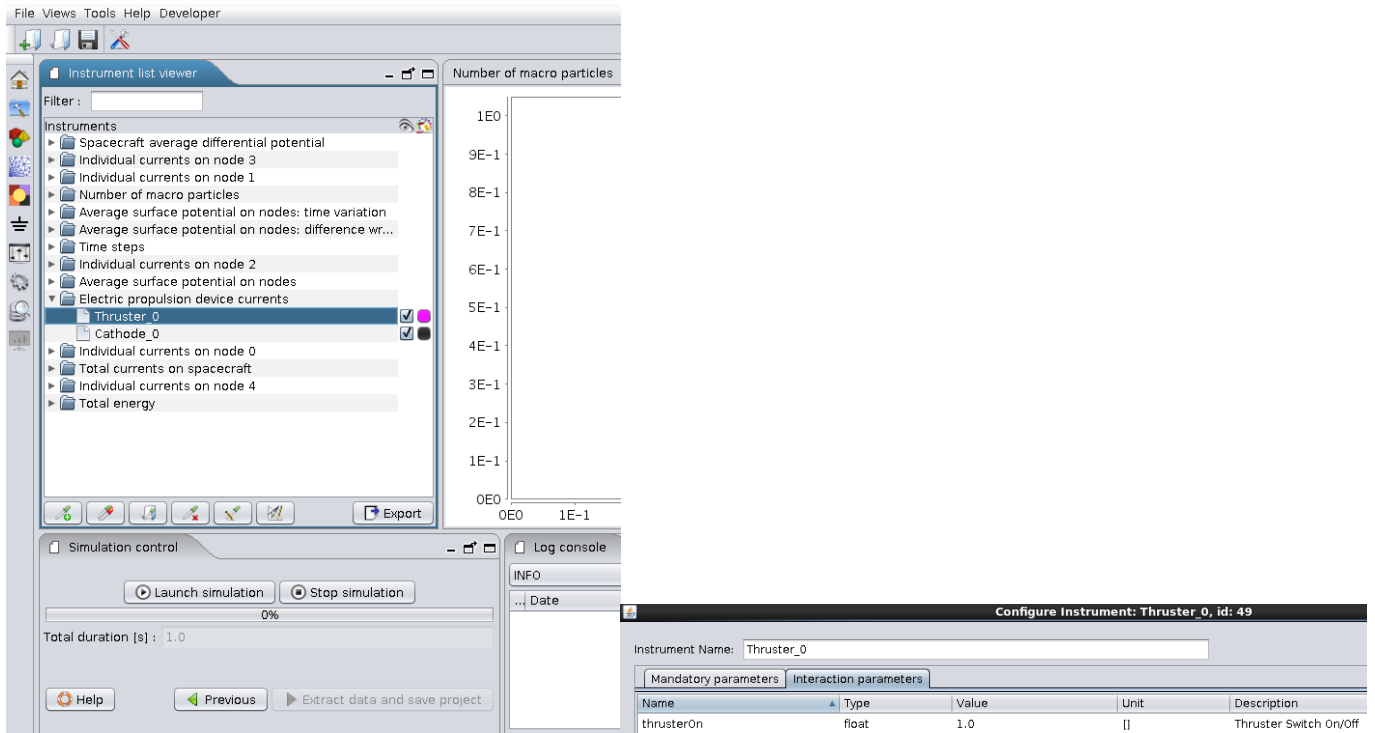 File Views Tools Help Developer
Instrument list viewer
Filter :
Instruments
Spacecraft average differential potential
Individual currents on node 3
Individual currents on node 1
Number of macro particles
Average surface potential on nodes: time variation
Average surface potential on nodes: difference wr...
Time steps
Individual currents on node 2
Average surface potential on nodes
Electric propulsion device currents
Thruster_0
Cathode_0
Individual currents on node 0
Total currents on spacecraft
Individual currents on node 4
Total energy
Export
Number of macro particles
1E0
9E-1
8E-1
7E-1
6E-1
5E-1
4E-1
3E-1
2E-1
1E-1
0E0
0E0 1E-1
Simulation control
Launch simulation Stop simulation
0%
Total duration [s] : 1.0
Help Previous Extract data and save project
Log console
INFO
... Date
Configure Instrument: Thruster_0, id: 49
Instrument Name: Thruster_0
Mandatory parameters Interaction parameters
Name Type Value Unit Description
thrusterOn float 1.0 [] Thruster Switch On/Off